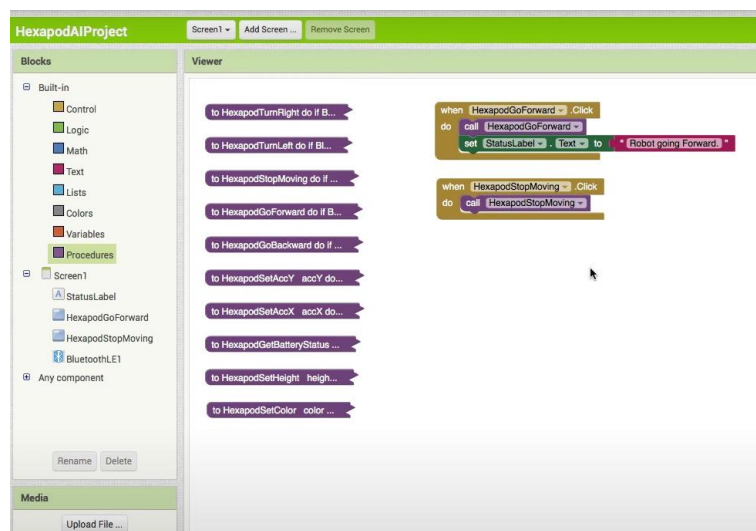 HexapodAIProject
Screen1 Add Screen ... Remove Screen
Blocks
Viewer
Built-in
Control
Logic
Math
Text
Lists
Colors
Variables
Procedures
Screen1
StatusLabel
HexapodGoForward
HexapodStopMoving
BluetoothLE1
Any component
Rename Delete
Media
Upload File ...
to HexapodTurnRight do if B...
to HexapodTurnLeft do if Bl...
to HexapodStopMoving do if ...
to HexapodGoForward do if B...
to HexapodGoBackward do if ...
to HexapodSetAccY accY do...
to HexapodSetAccX accX do...
to HexapodGetBatteryStatus ...
to HexapodSetHeight heigh...
to HexapodSetColor color ...
when HexapodGoForward .Click
do call HexapodGoForward
set StatusLabel . Text to " Robot going Forward. "
when HexapodStopMoving .Click
do call HexapodStopMoving